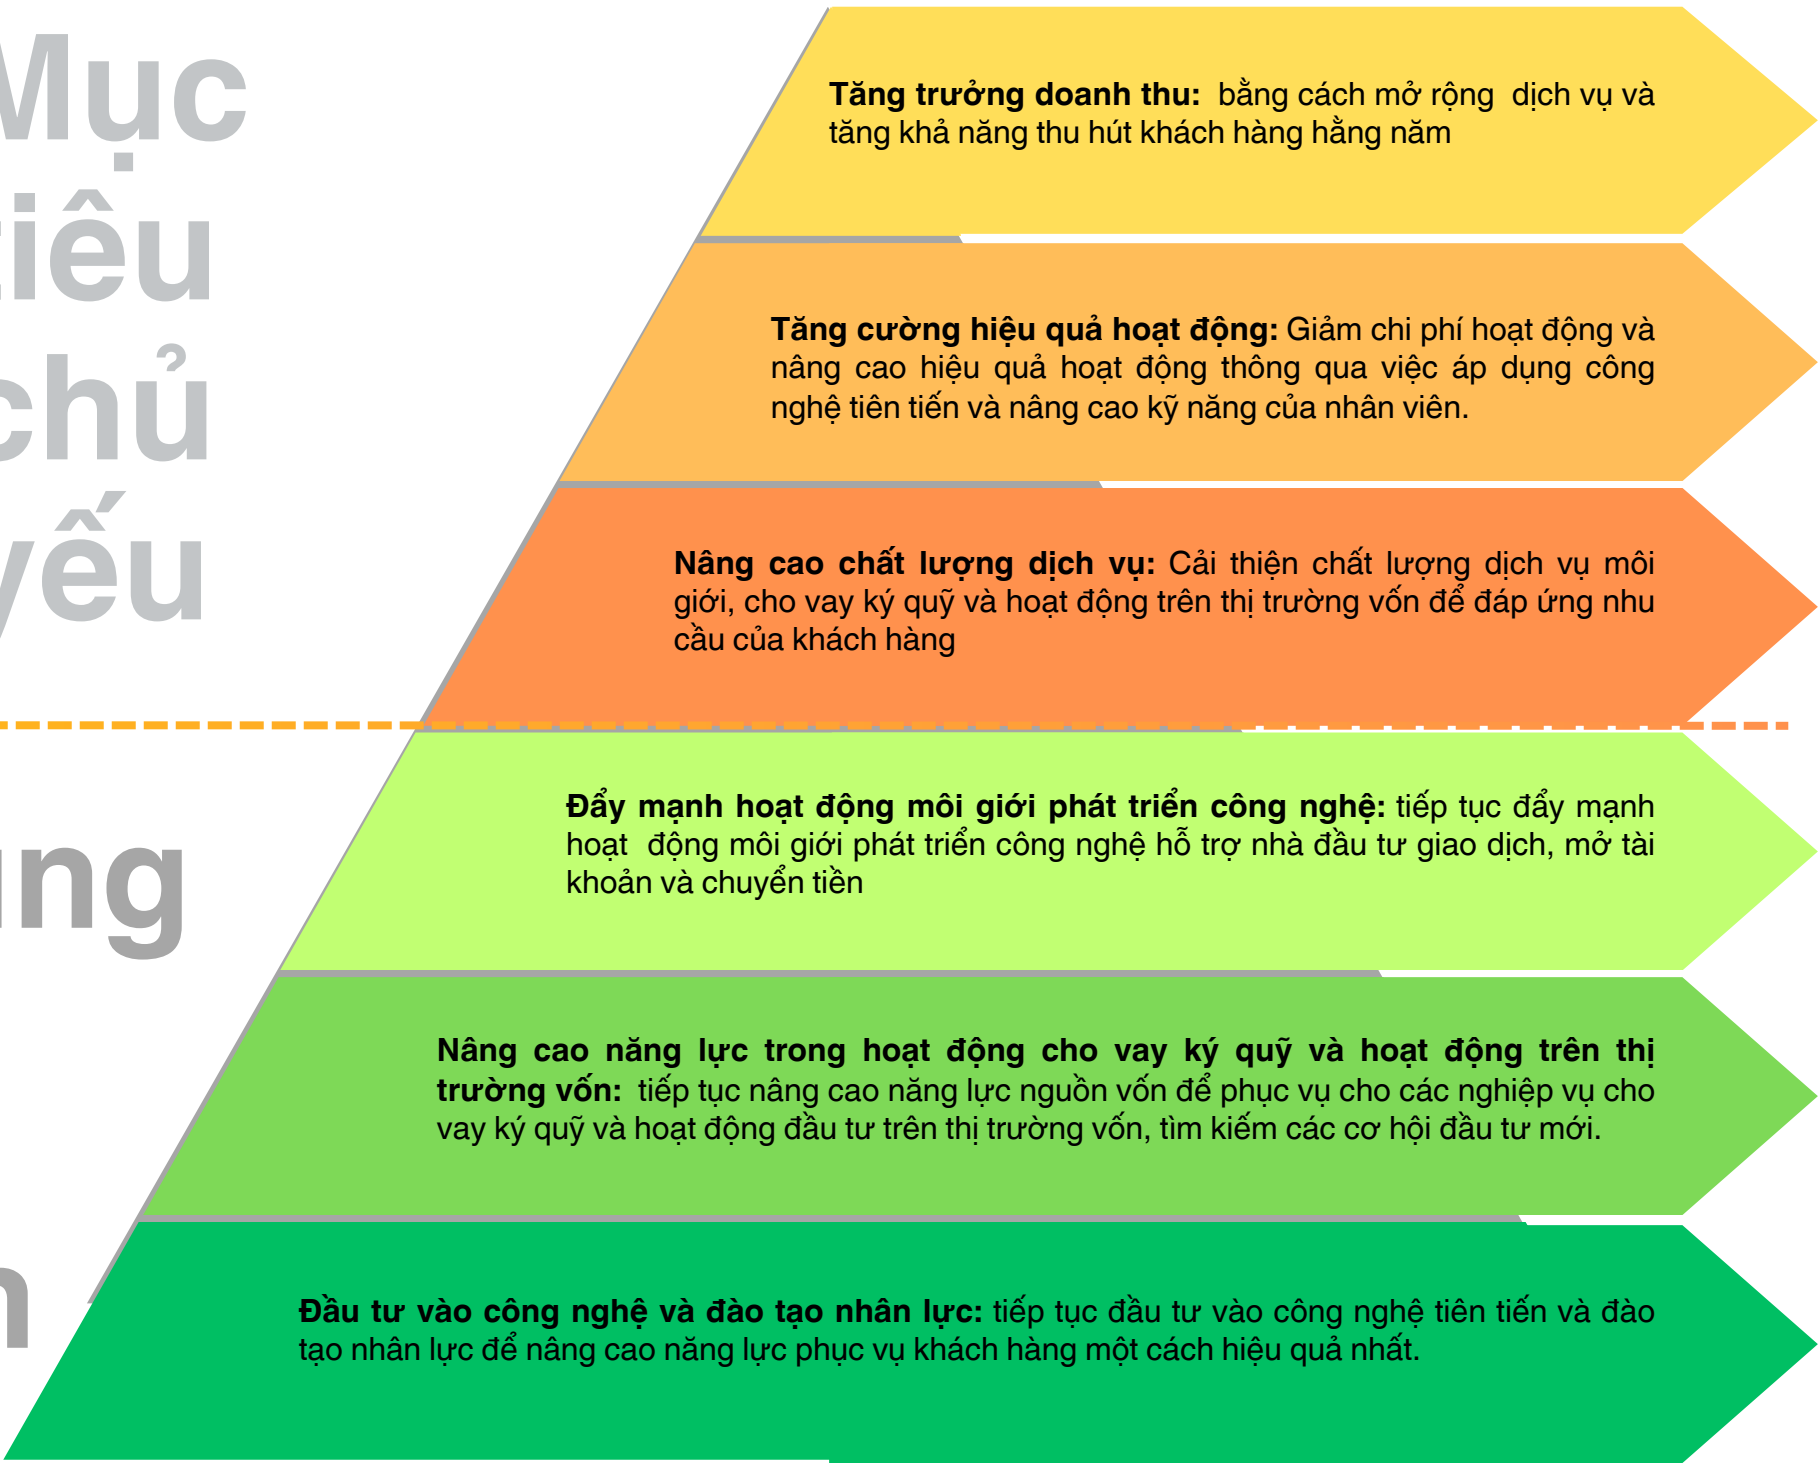 Mục
tiêu
chủ
yếu
Tăng trưởng doanh thu: bằng cách mở rộng dịch vụ và
tăng khả năng thu hút khách hàng hằng năm
Tăng cường hiệu quả hoạt động: Giảm chi phí hoạt động và
nâng cao hiệu quả hoạt động thông qua việc áp dụng công
nghệ tiên tiến và nâng cao kỹ năng của nhân viên.
Nâng cao chất lượng dịch vụ: Cải thiện chất lượng dịch vụ môi
giới, cho vay ký quỹ và hoạt động trên thị trường vốn để đáp ứng nhu
cầu của khách hàng
Đẩy mạnh hoạt động môi giới phát triển công nghệ: tiếp tục đẩy mạnh
hoạt động môi giới phát triển công nghệ hỗ trợ nhà đầu tư giao dịch, mở tài
khoản và chuyển tiền
Nâng cao năng lực trong hoạt động cho vay ký quỹ và hoạt động trên thị
trường vốn: tiếp tục nâng cao năng lực nguồn vốn để phục vụ cho các nghiệp vụ cho
vay ký quỹ và hoạt động đầu tư trên thị trường vốn, tìm kiếm các cơ hội đầu tư mới.
Đầu tư vào công nghệ và đào tạo nhân lực: tiếp tục đầu tư vào công nghệ tiên tiến và đào
tạo nhân lực để nâng cao năng lực phục vụ khách hàng một cách hiệu quả nhất.